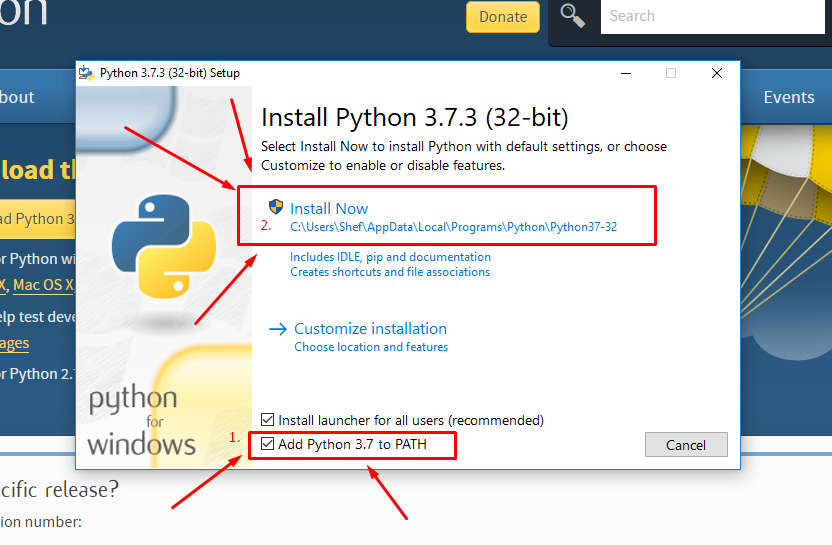 on
Donate
Search
Python 3.7.3 (32-bit) Setup
bout
Events
Install Python 3.7.3 (32-bit)
Select Install Now to install Python with default settings, or choose
Customize to enable or disable features.
load th
ad Python 3
2.
Install Now
C:\Users\Shef\AppData\Local\Programs\Python\Python37-32
Includes IDLE, pip and documentation
Creates shortcuts and file associations
or Python wi
X, Mac OS X,
elp test deve
ages
or Python 2.7
Customize installation
Choose location and features
python
for
windows
Install launcher for all users (recommended)
1.
Add Python 3.7 to PATH
Cancel
cific release?
ion number: